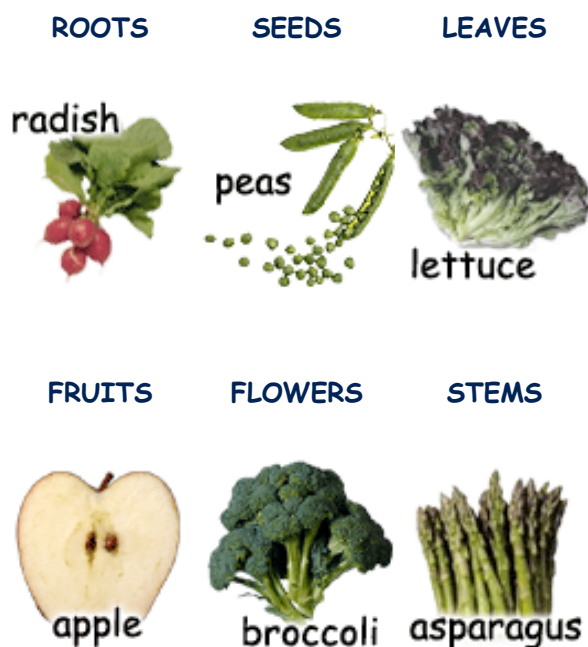 ROOTS SEEDS LEAVES
radish
peas
lettuce
FRUITS FLOWERS STEMS
apple broccoli asparagus